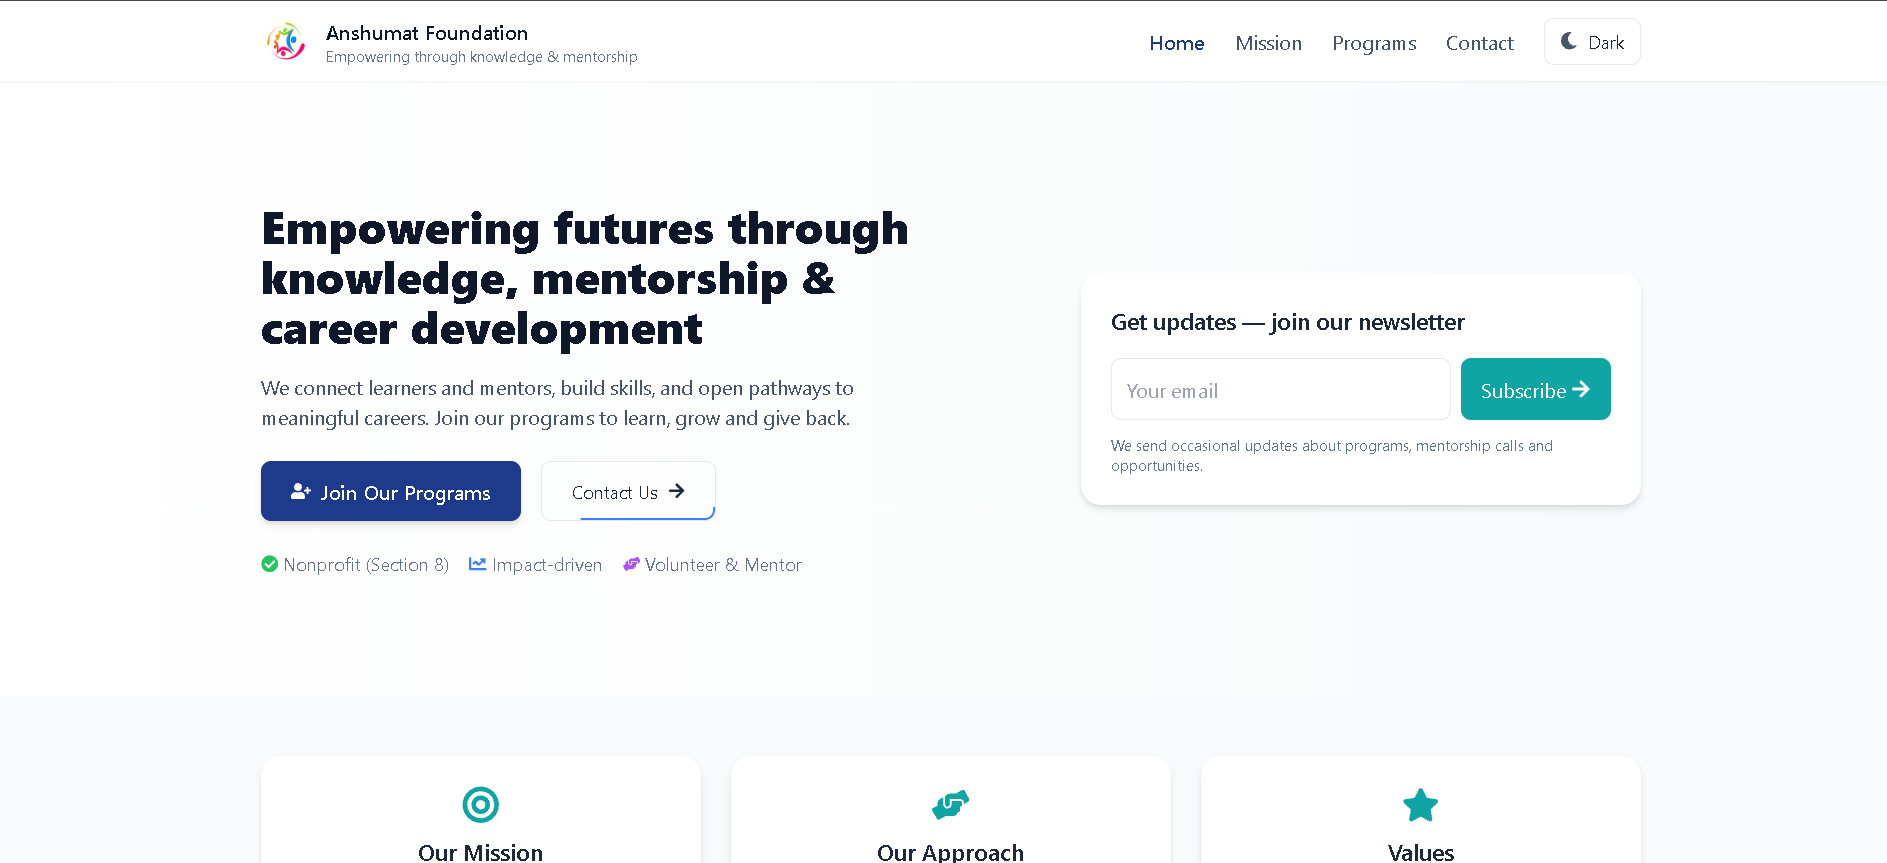 Anshumat Foundation
Empowering through knowledge & mentorship
Home
Mission
Programs
Contact
Dark
Empowering futures through
knowledge, mentorship &
career development
We connect learners and mentors, build skills, and open pathways to
meaningful careers. Join our programs to learn, grow and give back.
Join Our Programs
Contact Us
Nonprofit (Section 8)
Impact-driven
Volunteer & Mentor
Get updates — join our newsletter
Your email
Subscribe
We send occasional updates about programs, mentorship calls and
opportunities.
Our Mission
Our Approach
Values